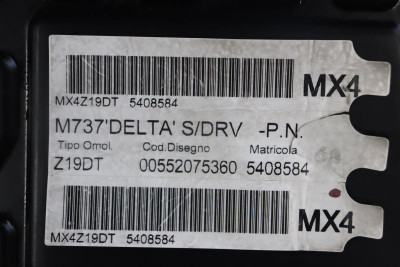 MX4
MX4Z19DT 5408584
M737'DELTA' S/DRV -P.N.
Tipo Omol. Cod.Disegno Matricola
Z19DT 00552075360 5408584
MX4
MX4Z19DT 5408584